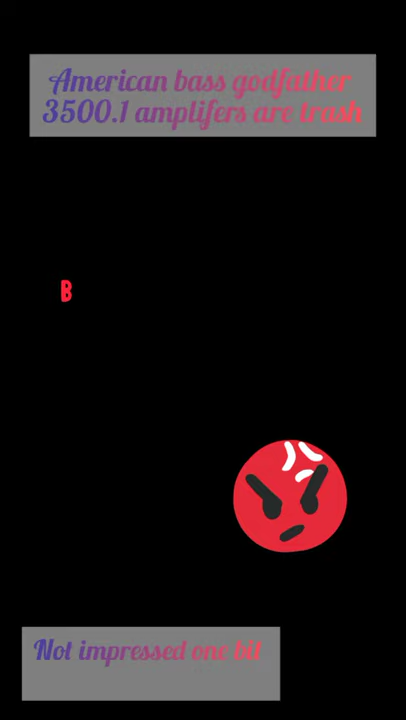 American bass godfather
3500.1 amplifers are trash
B
Not impressed one bit